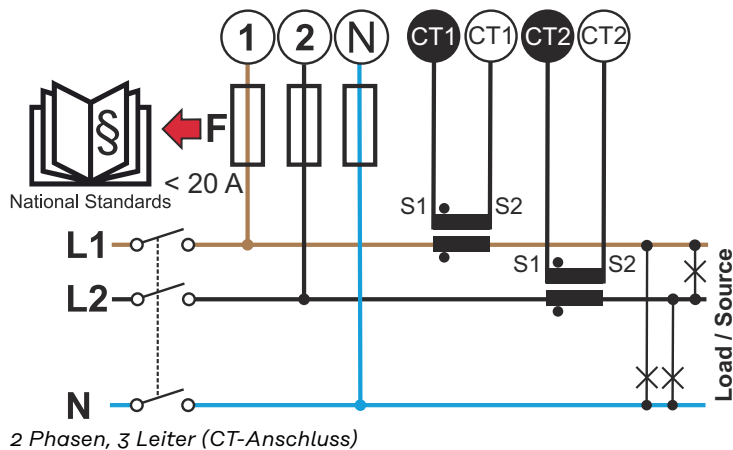 1 2 N CT1 CT1 CT2 CT2
§
F
National Standards
< 20 A
S1 S2
L1
S1 S2
L2
Load / Source
N
2 Phasen, 3 Leiter (CT-Anschluss)